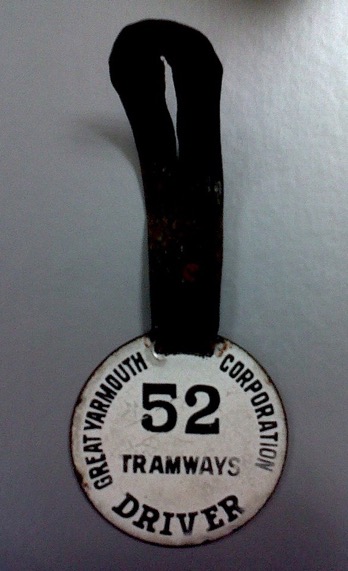 GREAT YARMOUTH CORPORATION
52
TRAMWAYS
DRIVER